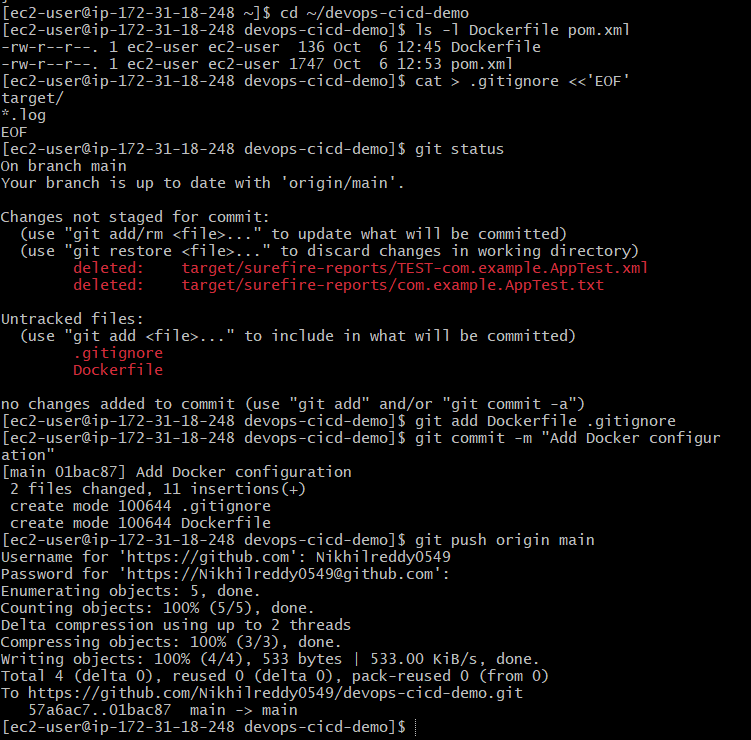 [ec2-user@ip-172-31-18-248 ~]$ cd ~/devops-cicd-demo
[ec2-user@ip-172-31-18-248 devops-cicd-demo]$ ls -l Dockerfile pom.xml
-rw-r--r--. 1 ec2-user ec2-user  136 Oct  6 12:45 Dockerfile
-rw-r--r--. 1 ec2-user ec2-user 1747 Oct  6 12:53 pom.xml
[ec2-user@ip-172-31-18-248 devops-cicd-demo]$ cat > .gitignore <<'EOF'
target/
*.log
EOF
[ec2-user@ip-172-31-18-248 devops-cicd-demo]$ git status
On branch main
Your branch is up to date with 'origin/main'.

Changes not staged for commit:
  (use "git add/rm <file>..." to update what will be committed)
  (use "git restore <file>..." to discard changes in working directory)
        deleted:    target/surefire-reports/TEST-com.example.AppTest.xml
        deleted:    target/surefire-reports/com.example.AppTest.txt

Untracked files:
  (use "git add <file>..." to include in what will be committed)
        .gitignore
        Dockerfile

no changes added to commit (use "git add" and/or "git commit -a")
[ec2-user@ip-172-31-18-248 devops-cicd-demo]$ git add Dockerfile .gitignore
[ec2-user@ip-172-31-18-248 devops-cicd-demo]$ git commit -m "Add Docker configur
ation"
[main 01bac87] Add Docker configuration
 2 files changed, 11 insertions(+)
 create mode 100644 .gitignore
 create mode 100644 Dockerfile
[ec2-user@ip-172-31-18-248 devops-cicd-demo]$ git push origin main
Username for 'https://github.com': Nikhilreddy0549
Password for 'https://Nikhilreddy0549@github.com':
Enumerating objects: 5, done.
Counting objects: 100% (5/5), done.
Delta compression using up to 2 threads
Compressing objects: 100% (3/3), done.
Writing objects: 100% (4/4), 533 bytes | 533.00 KiB/s, done.
Total 4 (delta 0), reused 0 (delta 0), pack-reused 0 (from 0)
To https://github.com/Nikhilreddy0549/devops-cicd-demo.git
   57a6ac7..01bac87  main -> main
[ec2-user@ip-172-31-18-248 devops-cicd-demo]$